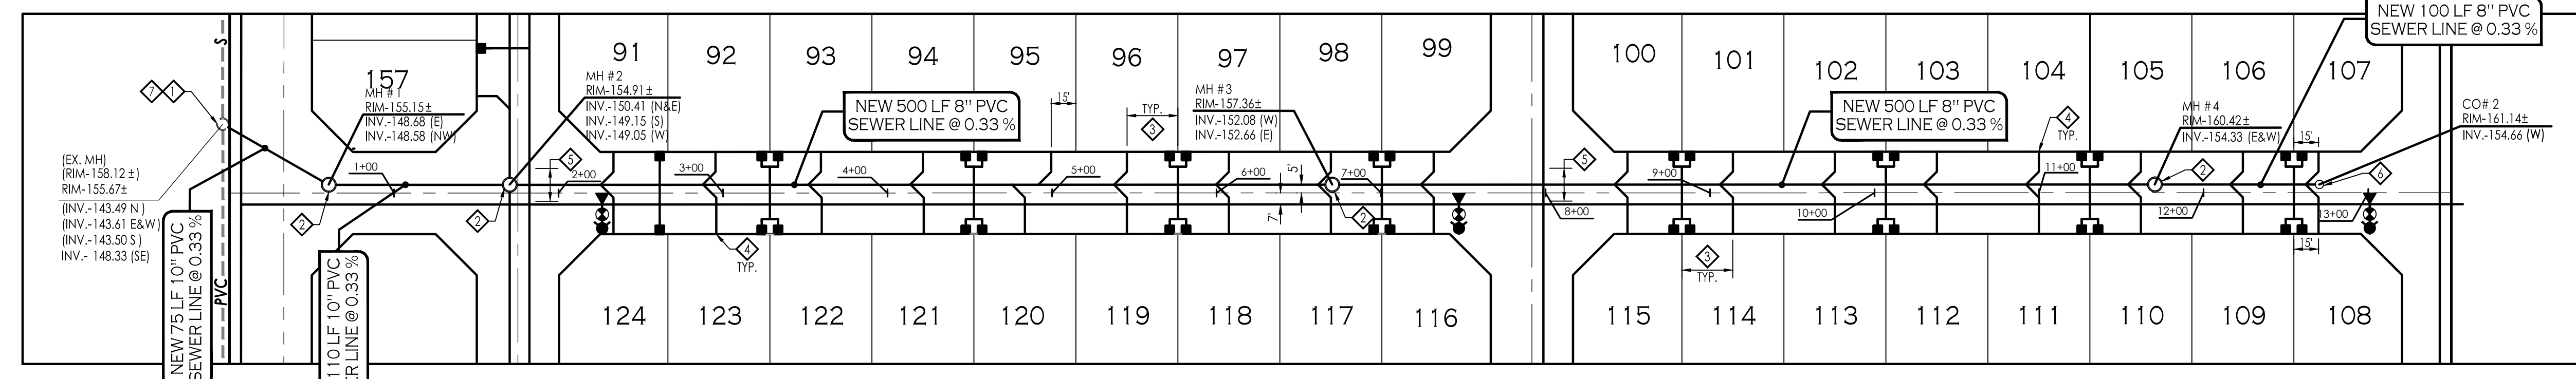 S
PVC
7
1
(EX. MH)
(RIM-158.12 ±)
RIM-155.67±
(INV.-143.49 N )
(INV.-143.61 E&W)
(INV.-143.50 S )
INV.- 148.33 (SE)
NEW 75 LF 10" PVC
SEWER LINE @ 0.33 %
157
MH #1
RIM-155.15±
INV.-148.68 (E)
INV.-148.58 (NW)
1+00
2
110 LF 10" PVC
ER LINE @ 0.33 %
2
MH #2
RIM-154.91±
INV.-150.41 (N&E)
INV.-149.15 (S)
INV.-149.05 (W)
5
2+00
91
92
93
94
95
96
97
98
99
NEW 500 LF 8" PVC
SEWER LINE @ 0.33 %
15'
TYP.
3
MH #3
RIM-157.36±
INV.-152.08 (W)
INV.-152.66 (E)
3+00
4+00
5+00
6+00
5'
7'
7+00
2
4
TYP.
124
123
122
121
120
119
118
117
116
5
8+00
100
101
102
103
104
105
106
107
NEW 500 LF 8" PVC
SEWER LINE @ 0.33 %
4
TYP.
MH #4
RIM-160.42±
INV.-154.33 (E&W)
NEW 100 LF 8" PVC
SEWER LINE @ 0.33 %
15'
CO# 2
RIM-161.14±
INV.-154.66 (W)
9+00
10+00
11+00
2
12+00
6
13+00
3
TYP.
15'
115
114
113
112
111
110
109
108